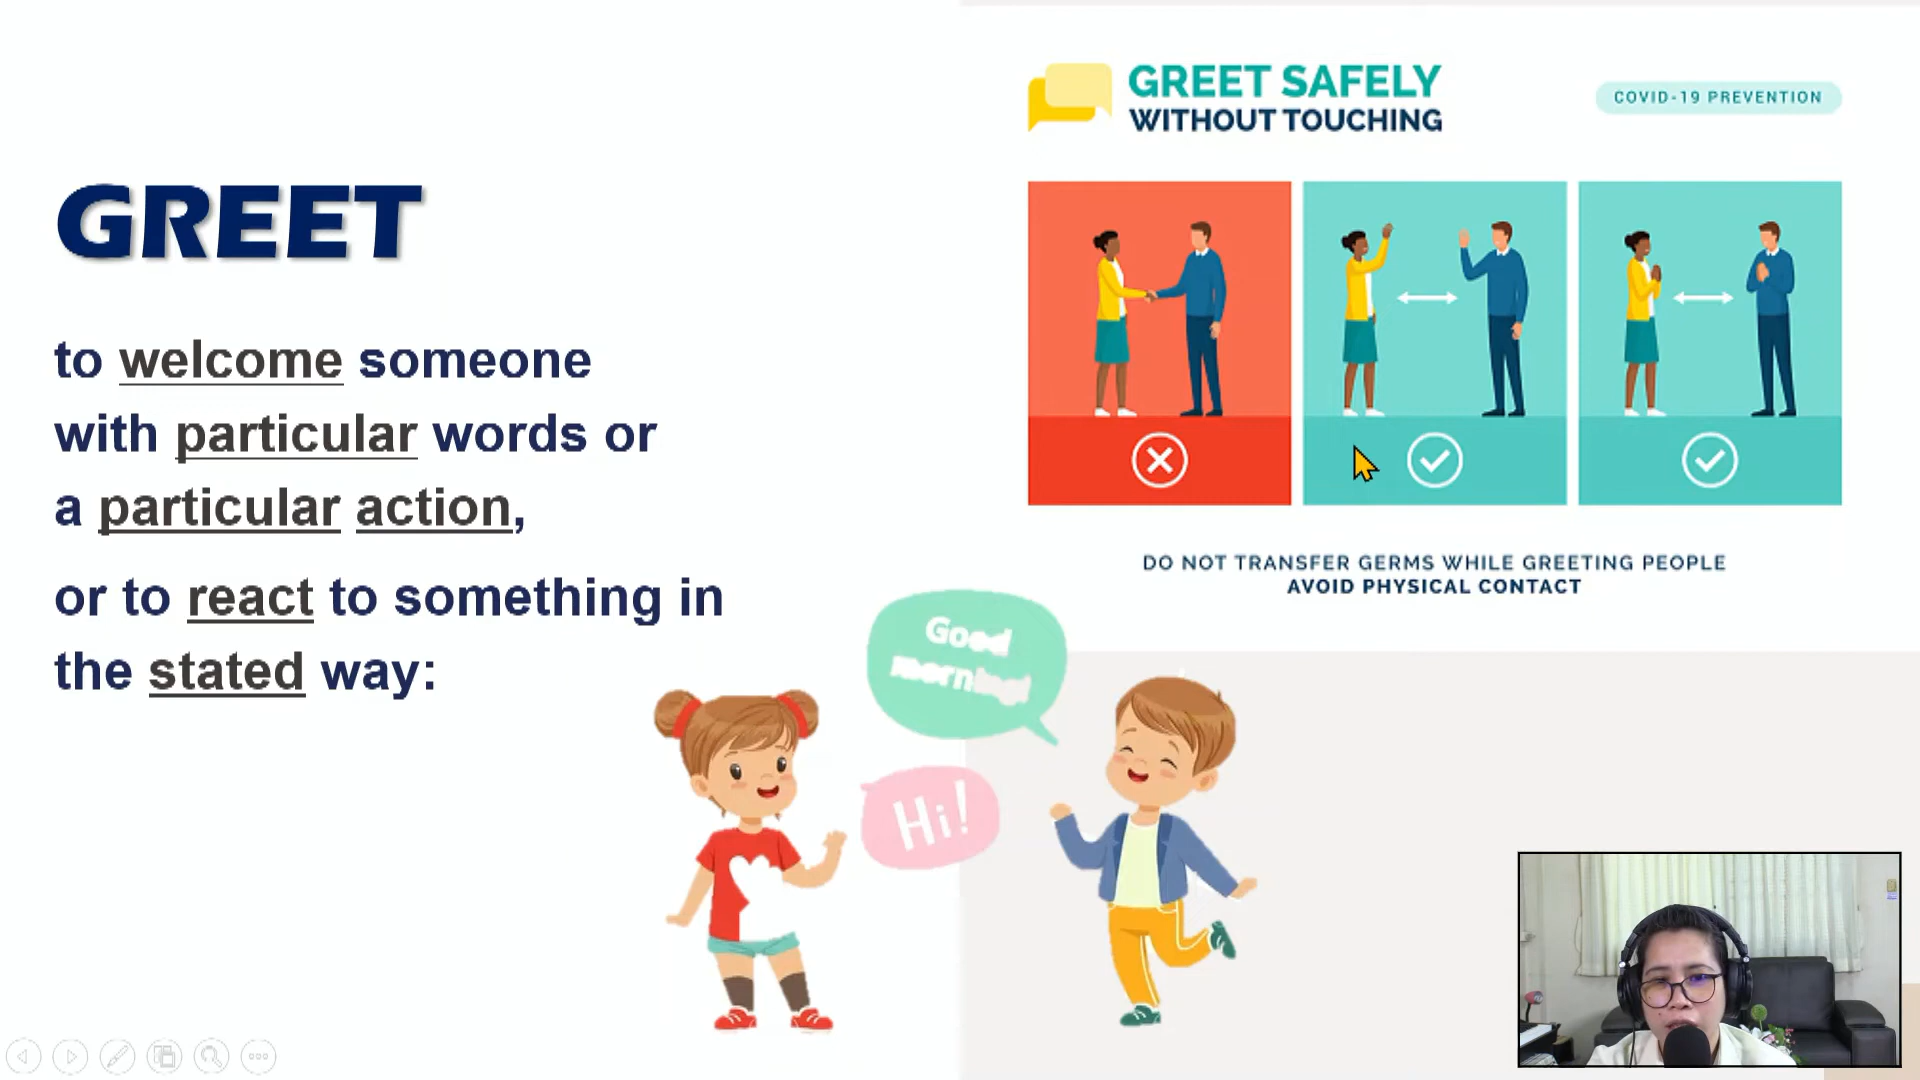 GREET
to welcome someone
with particular words or
a particular action,
or to react to something in
the stated way:
GREET SAFELY
WITHOUT TOUCHING
COVID-19 PREVENTION
DO NOT TRANSFER GERMS WHILE GREETING PEOPLE
AVOID PHYSICAL CONTACT
Good
morning!
Hi!